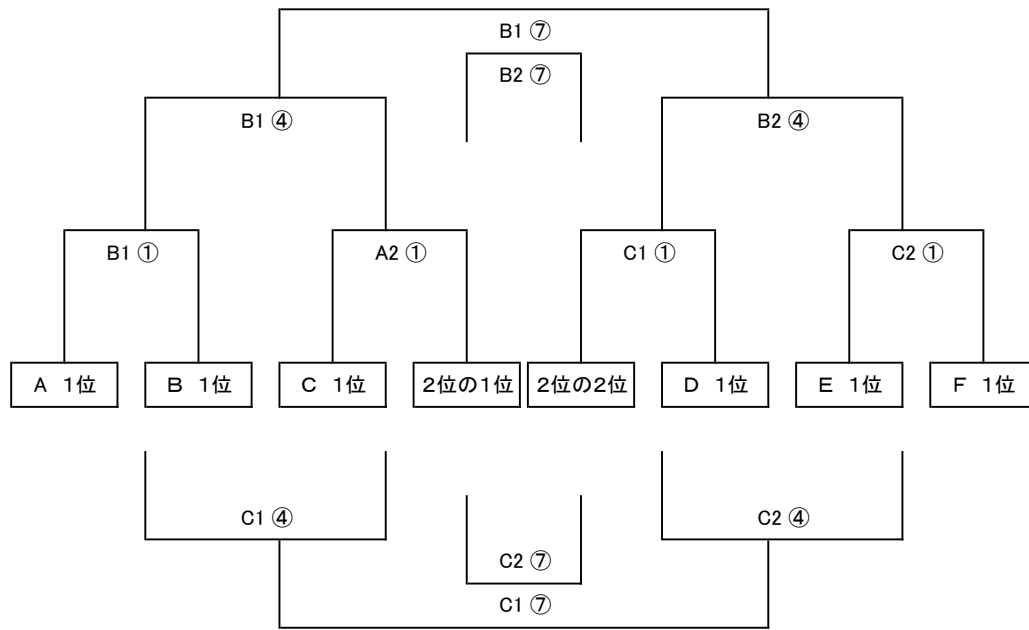 B1 ⑦
B2 ⑦
B1 ④
B2 ④
B1 ①
A2 ①
C1 ①
C2 ①
A 1位
B 1位
C 1位
2位の1位
2位の2位
D 1位
E 1位
F 1位
C1 ④
C2 ④
C2 ⑦
C1 ⑦